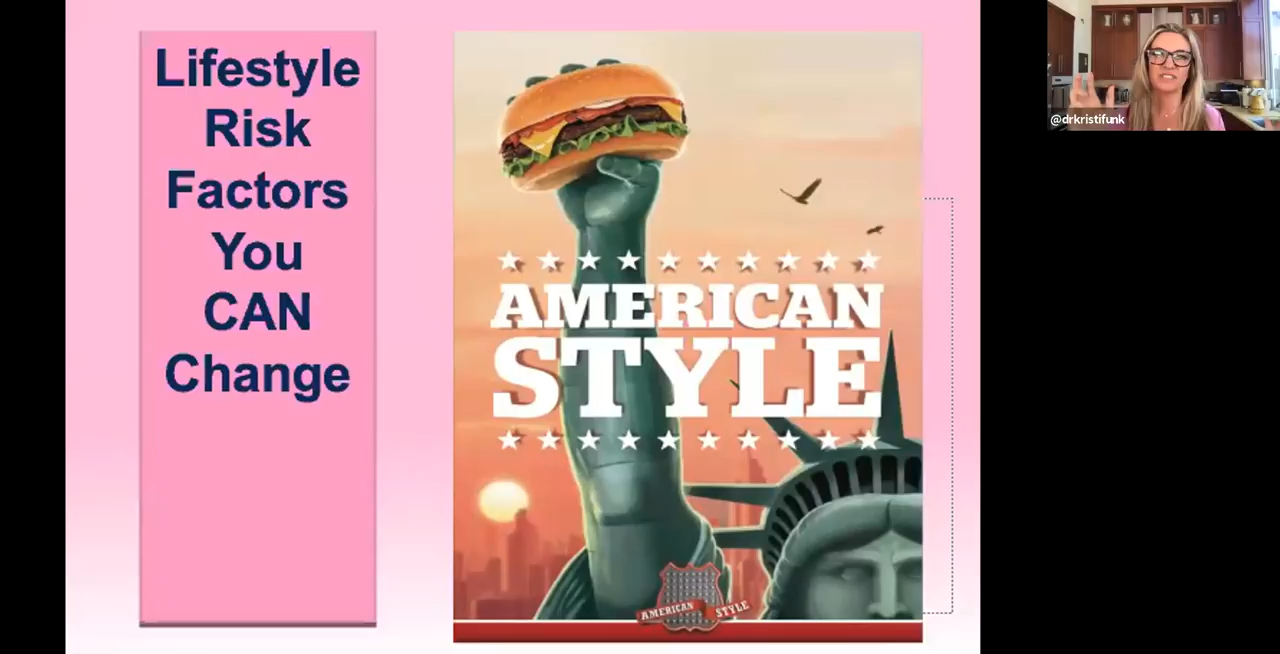 Lifestyle
Risk
Factors
You
CAN
Change
AMERICAN
STYLE
AMERICAN STYLE
@drkristifunk